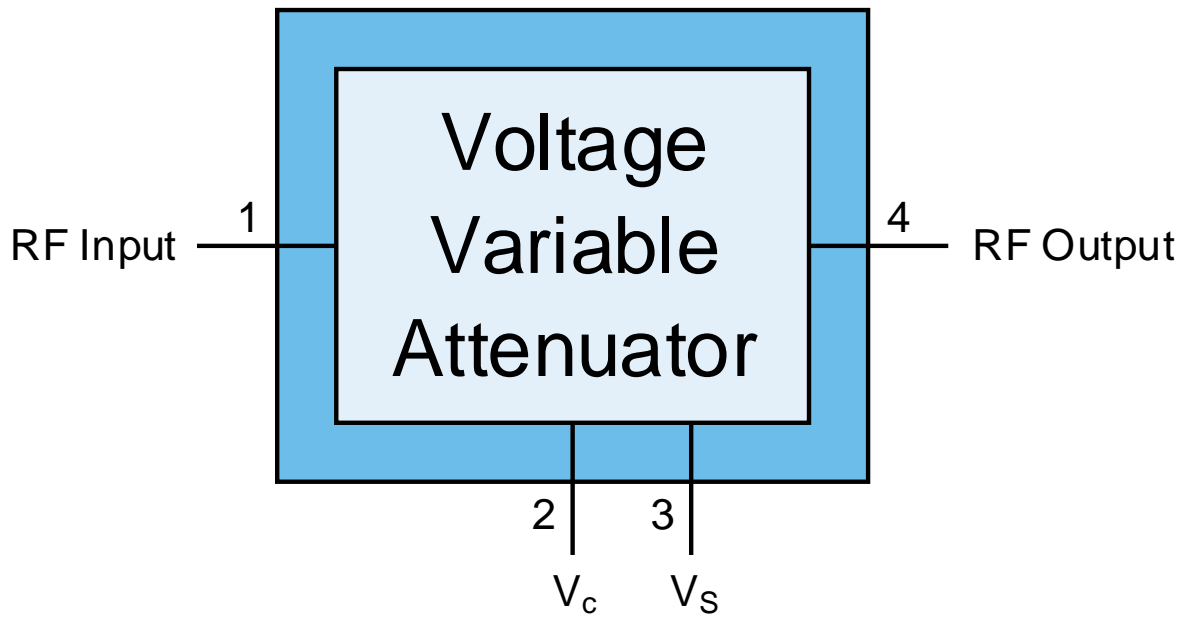 Voltage
Variable
Attenuator
1
RF Input
4
RF Output
2
3
Vc
VS